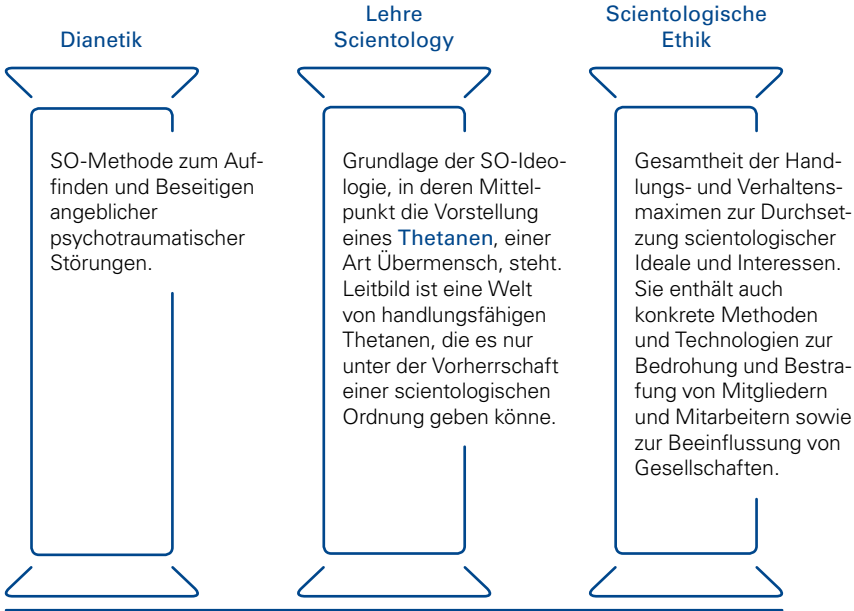 Dianetik
SO-Methode zum Auf-
finden und Beseitigen
angeblicher
psychotraumatischer
Störungen.
Lehre
Scientology
Grundlage der SO-Ideo-
logie, in deren Mittel-
punkt die Vorstellung
eines Thetanen, einer
Art Übermensch, steht.
Leitbild ist eine Welt
von handlungsfähigen
Thetanen, die es nur
unter der Vorherrschaft
einer scientologischen
Ordnung geben könne.
Scientologische
Ethik
Gesamtheit der Hand-
lungs- und Verhaltens-
maximen zur Durchset-
zung scientologischer
Ideale und Interessen.
Sie enthält auch
konkrete Methoden
und Technologien zur
Bedrohung und Bestra-
fung von Mitgliedern
und Mitarbeitern sowie
zur Beeinflussung von
Gesellschaften.